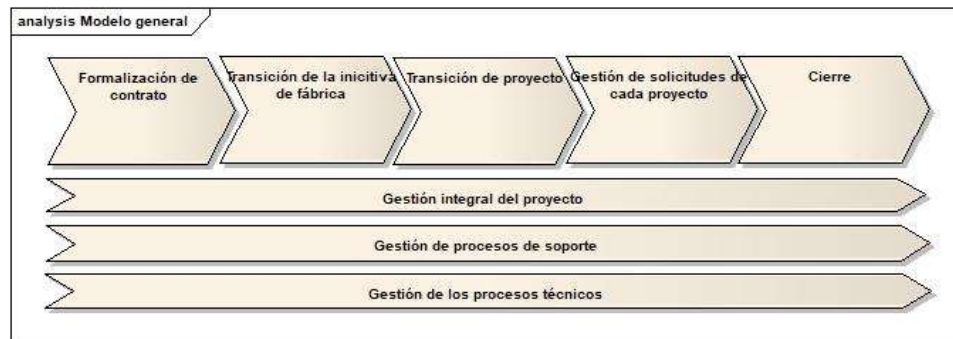 analysis Modelo general
Formalización de
contrato
Transición de la inicitiva
de fábrica
Transición de proyecto
Gestión de solicitudes de
cada proyecto
Cierre
Gestión integral del proyecto
Gestión de procesos de soporte
Gestión de los procesos técnicos